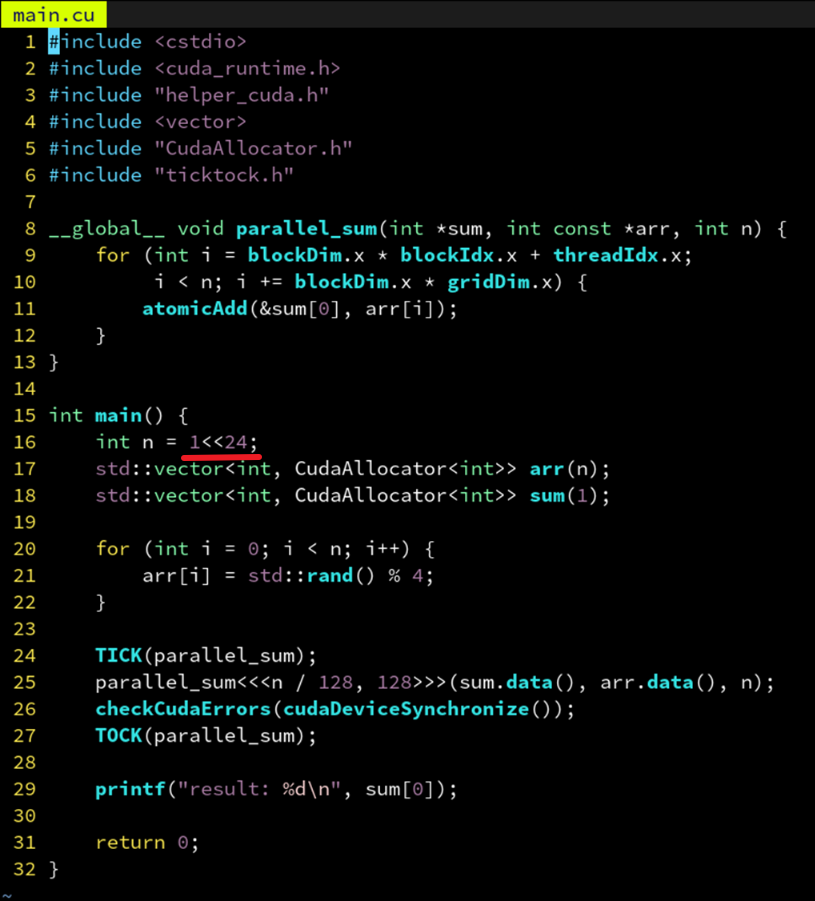 main.cu
1 #include <cstdio>
2 #include <cuda_runtime.h>
3 #include "helper_cuda.h"
4 #include <vector>
5 #include "CudaAllocator.h"
6 #include "ticktock.h"
7
8 __global__ void parallel_sum(int *sum, int const *arr, int n) {
9     for (int i = blockDim.x * blockIdx.x + threadIdx.x;
10          i < n; i += blockDim.x * gridDim.x) {
11         atomicAdd(&sum[0], arr[i]);
12     }
13 }
14
15 int main() {
16     int n = 1<<24;
17     std::vector<int, CudaAllocator<int>> arr(n);
18     std::vector<int, CudaAllocator<int>> sum(1);
19
20     for (int i = 0; i < n; i++) {
21         arr[i] = std::rand() % 4;
22     }
23
24     TICK(parallel_sum);
25     parallel_sum<<<n / 128, 128>>>(sum.data(), arr.data(), n);
26     checkCudaErrors(cudaDeviceSynchronize());
27     TOCK(parallel_sum);
28
29     printf("result: %d\n", sum[0]);
30
31     return 0;
32 }
~